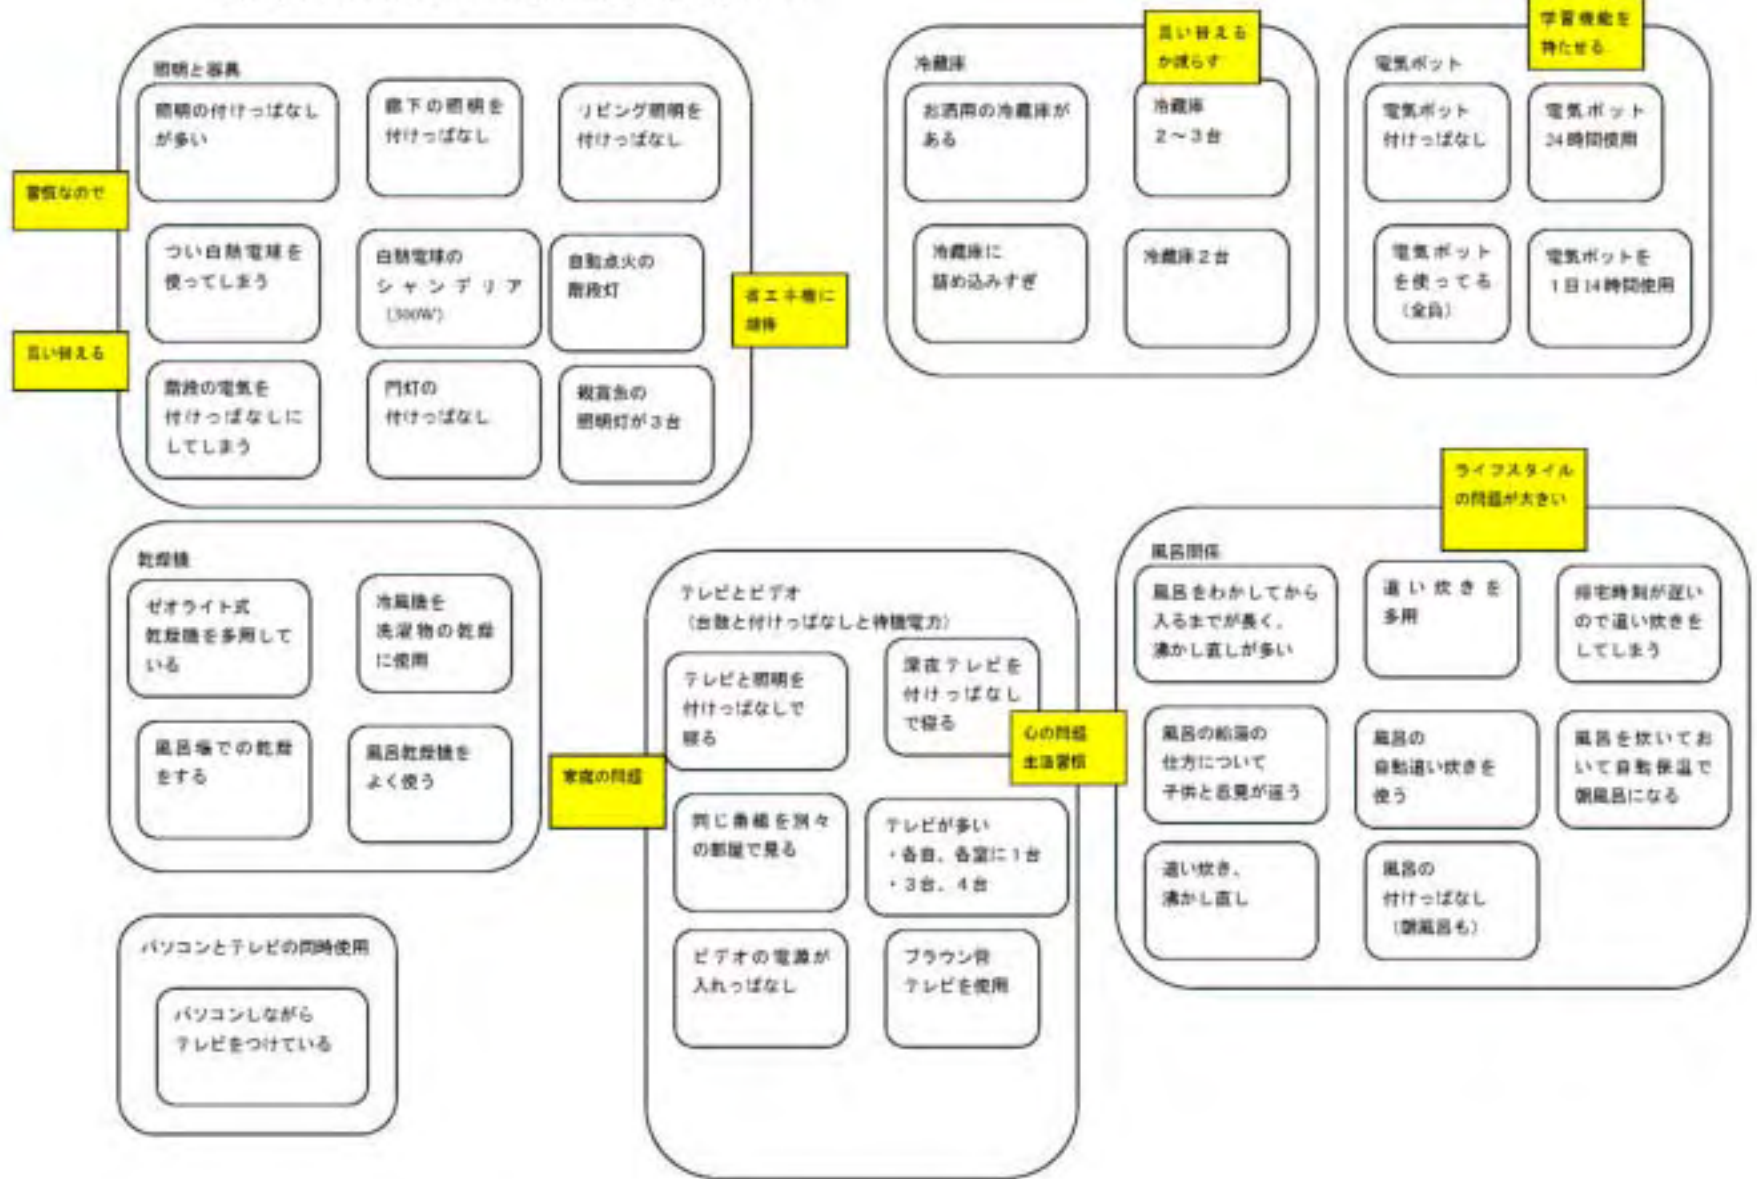 照明と器具
照明の付けっぱなし
が多い
廊下の照明を
付けっぱなし
リビング照明を
付けっぱなし
習慣なので
つい白熱電球を
使ってしまう
白熱電球の
シャンデリア
(300W)
自動点火の
階段灯
省エネ機に
買い替える
階段の電気を
付けっぱなしに
してしまう
門灯の
付けっぱなし
観賞魚の
照明灯が3台
冷蔵庫
買い替える
か減らす
お酒用の冷蔵庫が
ある
冷蔵庫
2~3台
冷蔵庫に
詰め込みすぎ
冷蔵庫2台
学習機能を
持たせる
電気ポット
電気ポット
付けっぱなし
電気ポット
24時間使用
電気ポット
を使ってる
(全員)
電気ポットを
1日14時間使用
乾燥機
ゼオライト式
乾燥機を多用して
いる
冷風機を
洗濯物の乾燥
に使用
風呂場での乾燥
をする
風呂乾燥機を
よく使う
パソコンとテレビの同時使用
パソコンしながら
テレビをつけている
テレビとビデオ
(台数と付けっぱなしと待機電力)
テレビと照明を
付けっぱなしで
寝る
深夜テレビを
付けっぱなし
で寝る
家庭の問題
心の問題
生活習慣
同じ番組を別々
の部屋で見る
テレビが多い
・各自、各室に1台
・3台、4台
ビデオの電源が
入れっぱなし
ブラウン管
テレビを使用
ライフスタイル
の問題が大きい
風呂関係
風呂をわかしてから
入るまでが長く、
沸かし直しが多い
追い炊きを
多用
帰宅時刻が遅い
ので追い炊きを
してしまう
風呂の給湯の
仕方について
子供と意見が違う
風呂の
自動追い炊きを
使う
風呂を炊いてお
いて自動保温で
朝風呂になる
追い炊き、
沸かし直し
風呂の
付けっぱなし
(朝風呂も)